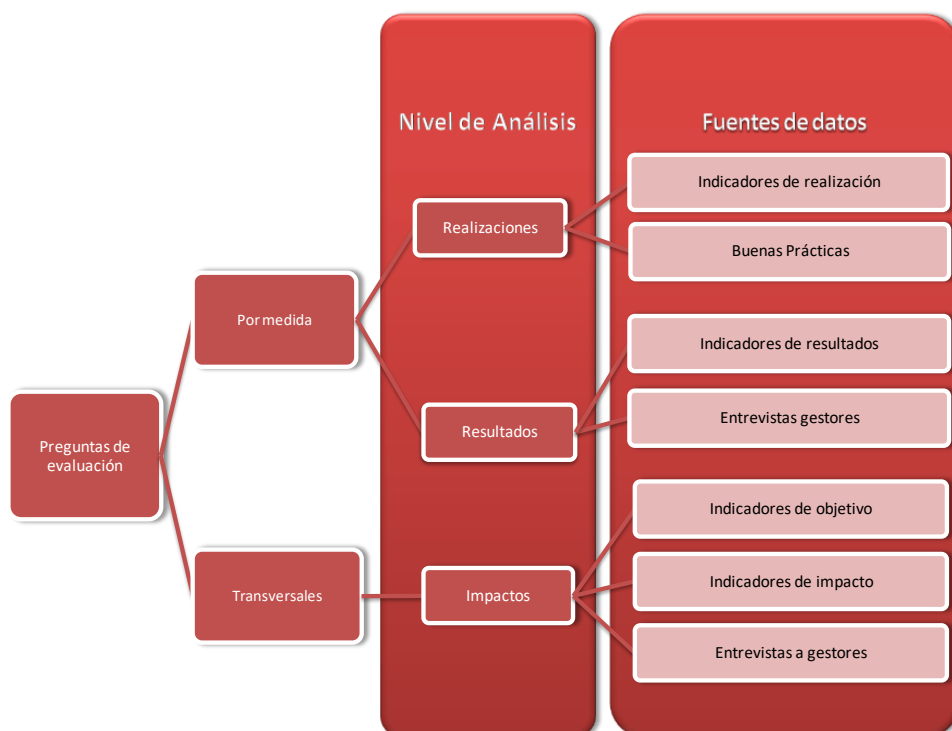 Nivel de Análisis
Fuentes de datos
Indicadores de realización
Realizaciones
Buenas Prácticas
Por medida
Indicadores de resultados
Resultados
Entrevistas gestores
Preguntas de
evaluación
Indicadores de objetivo
Transversales
Impactos
Indicadores de impacto
Entrevistas a gestores